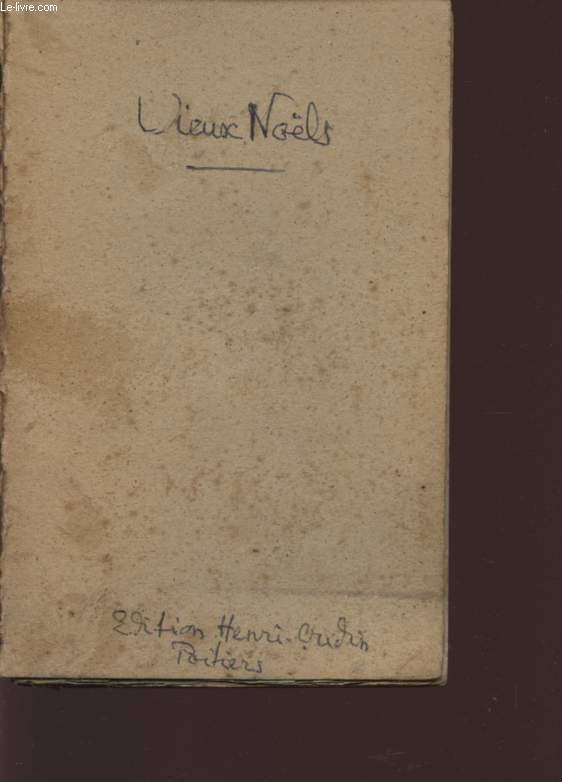 Le-livre.com
Vieux Noëls
Edition Henri-Oudin
Poitiers